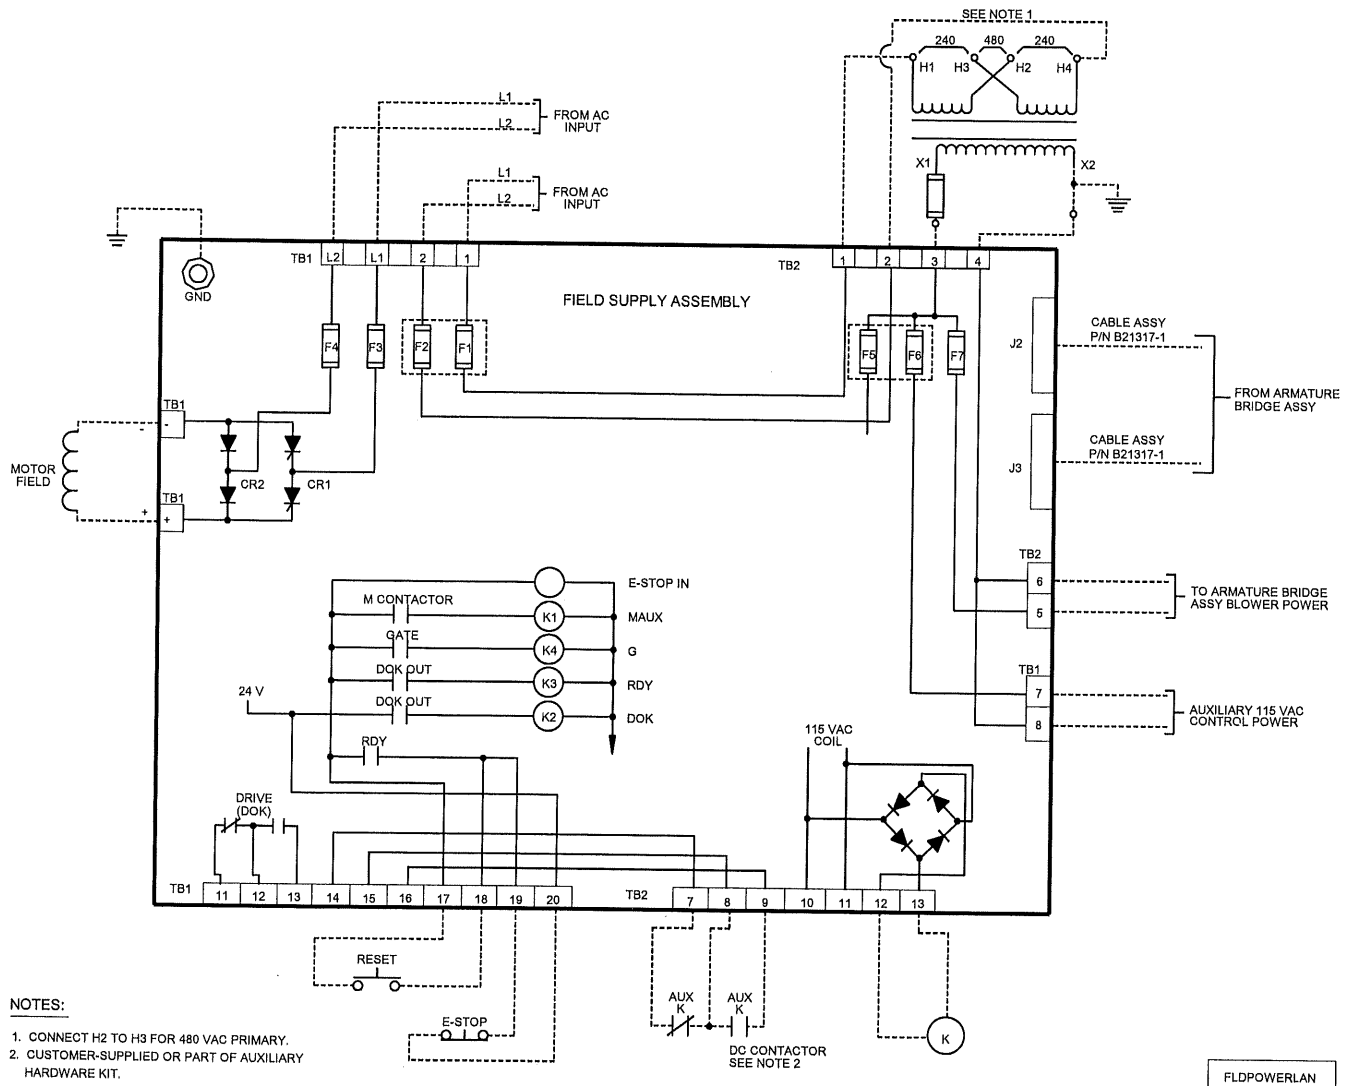 SEE NOTE 1
240 480 240
H1 H3 H2 H4
L1
L2
FROM AC
INPUT
L1
L2
FROM AC
INPUT
X1
X2
GND
TB1
L2 L1 2 1
TB2
1 2 3 4
FIELD SUPPLY ASSEMBLY
F4 F3 F2 F1
F5 F6 F7
J2
CABLE ASSY
P/N B21317-1
FROM ARMATURE
BRIDGE ASSY
J3
CABLE ASSY
P/N B21317-1
TB1
-
-
MOTOR
FIELD
CR2
CR1
TB1
+
+
TB2
6
5
TO ARMATURE BRIDGE
ASSY BLOWER POWER
E-STOP IN
M CONTACTOR
K1
MAUX
GATE
K4
G
DOK OUT
K3
RDY
24 V
DOK OUT
K2
DOK
RDY
TB1
7
8
AUXILIARY 115 VAC
CONTROL POWER
115 VAC
COIL
DRIVE
(DOK)
TB1
11 12 13 14 15 16 17 18 19 20
TB2
7 8 9 10 11 12 13
RESET
E-STOP
AUX
K
AUX
K
DC CONTACTOR
SEE NOTE 2
K
NOTES:
1. CONNECT H2 TO H3 FOR 480 VAC PRIMARY.
2. CUSTOMER-SUPPLIED OR PART OF AUXILIARY
HARDWARE KIT.
FLDPOWERLAN